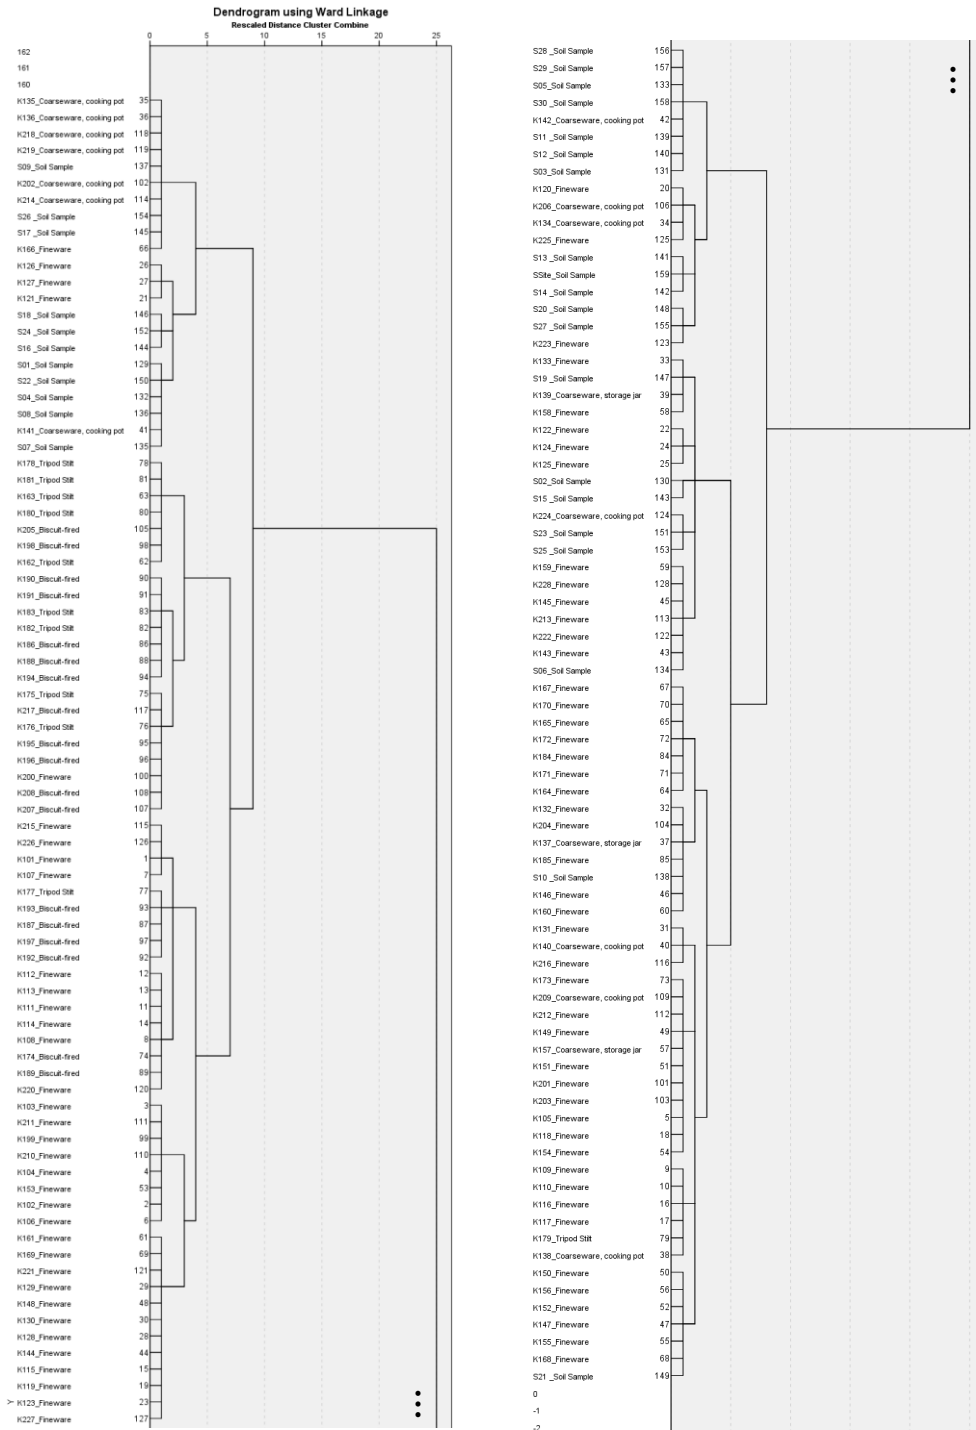 Dendrogram using Ward Linkage
Rescaled Distance Cluster Combine
0 5 10 15 20 25
162
161
160
K135_Coarseware, cooking pot 35
K136_Coarseware, cooking pot 36
K218_Coarseware, cooking pot 118
K219_Coarseware, cooking pot 119
S09_Soil Sample 137
K202_Coarseware, cooking pot 102
K214_Coarseware, cooking pot 114
S26 _Soil Sample 154
S17 _Soil Sample 145
K166_Fineware 66
K126_Fineware 26
K127_Fineware 27
K121_Fineware 21
S18 _Soil Sample 146
S24 _Soil Sample 152
S16 _Soil Sample 144
S01_Soil Sample 129
S22 _Soil Sample 150
S04_Soil Sample 132
S08_Soil Sample 136
K141_Coarseware, cooking pot 41
S07_Soil Sample 135
K178_Tripod Stilt 78
K181_Tripod Stilt 81
K163_Tripod Stilt 63
K180_Tripod Stilt 80
K205_Biscuit-fired 105
K198_Biscuit-fired 98
K162_Tripod Stilt 62
K190_Biscuit-fired 90
K191_Biscuit-fired 91
K183_Tripod Stilt 83
K182_Tripod Stilt 82
K186_Biscuit-fired 86
K188_Biscuit-fired 88
K194_Biscuit-fired 94
K175_Tripod Stilt 75
K217_Biscuit-fired 117
K176_Tripod Stilt 76
K195_Biscuit-fired 95
K196_Biscuit-fired 96
K200_Fineware 100
K208_Biscuit-fired 108
K207_Biscuit-fired 107
K215_Fineware 115
K226_Fineware 126
K101_Fineware 1
K107_Fineware 7
K177_Tripod Stilt 77
K193_Biscuit-fired 93
K187_Biscuit-fired 87
K197_Biscuit-fired 97
K192_Biscuit-fired 92
K112_Fineware 12
K113_Fineware 13
K111_Fineware 11
K114_Fineware 14
K108_Fineware 8
K174_Biscuit-fired 74
K189_Biscuit-fired 89
K220_Fineware 120
K103_Fineware 3
K211_Fineware 111
K199_Fineware 99
K210_Fineware 110
K104_Fineware 4
K153_Fineware 53
K102_Fineware 2
K106_Fineware 6
K161_Fineware 61
K169_Fineware 69
K221_Fineware 121
K129_Fineware 29
K148_Fineware 48
K130_Fineware 30
K128_Fineware 28
K144_Fineware 44
K115_Fineware 15
K119_Fineware 19
Y K123_Fineware 23
K227_Fineware 127
S28 _Soil Sample 156
S29 _Soil Sample 157
S05_Soil Sample 133
S30 _Soil Sample 158
K142_Coarseware, cooking pot 42
S11 _Soil Sample 139
S12 _Soil Sample 140
S03_Soil Sample 131
K120_Fineware 20
K206_Coarseware, cooking pot 106
K134_Coarseware, cooking pot 34
K225_Fineware 125
S13 _Soil Sample 141
SSite_Soil Sample 159
S14 _Soil Sample 142
S20 _Soil Sample 148
S27 _Soil Sample 155
K223_Fineware 123
K133_Fineware 33
S19 _Soil Sample 147
K139_Coarseware, storage jar 39
K158_Fineware 58
K122_Fineware 22
K124_Fineware 24
K125_Fineware 25
S02_Soil Sample 130
S15 _Soil Sample 143
K224_Coarseware, cooking pot 124
S23 _Soil Sample 151
S25 _Soil Sample 153
K159_Fineware 59
K228_Fineware 128
K145_Fineware 45
K213_Fineware 113
K222_Fineware 122
K143_Fineware 43
S06_Soil Sample 134
K167_Fineware 67
K170_Fineware 70
K165_Fineware 65
K172_Fineware 72
K184_Fineware 84
K171_Fineware 71
K164_Fineware 64
K132_Fineware 32
K204_Fineware 104
K137_Coarseware, storage jar 37
K185_Fineware 85
S10 _Soil Sample 138
K146_Fineware 46
K160_Fineware 60
K131_Fineware 31
K140_Coarseware, cooking pot 40
K216_Fineware 116
K173_Fineware 73
K209_Coarseware, cooking pot 109
K212_Fineware 112
K149_Fineware 49
K157_Coarseware, storage jar 57
K151_Fineware 51
K201_Fineware 101
K203_Fineware 103
K105_Fineware 5
K118_Fineware 18
K154_Fineware 54
K109_Fineware 9
K110_Fineware 10
K116_Fineware 16
K117_Fineware 17
K179_Tripod Stilt 79
K138_Coarseware, cooking pot 38
K150_Fineware 50
K156_Fineware 56
K152_Fineware 52
K147_Fineware 47
K155_Fineware 55
K168_Fineware 68
S21 _Soil Sample 149
0
-1
-2